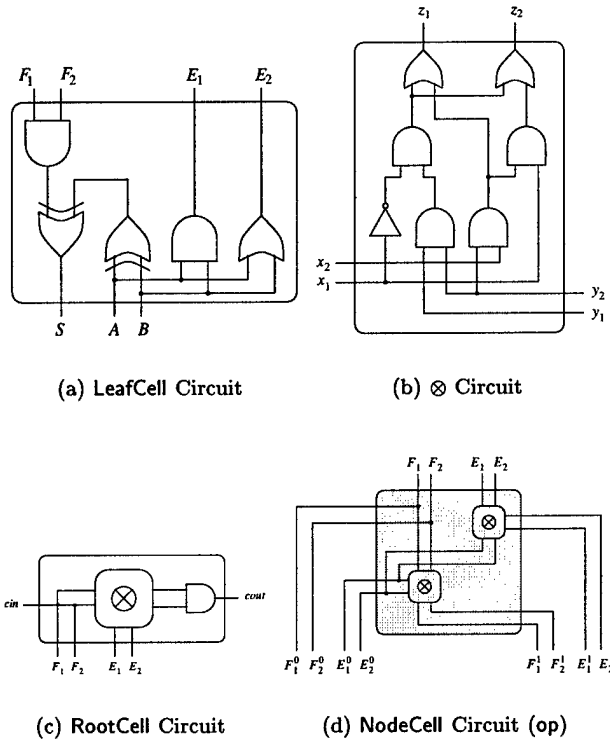 z1 z2
F1 F2 E1 E2
x2
x1
y2
y1
S A B
(a) LeafCell Circuit (b) ⊗ Circuit
F1 F2 E1 E2
⊗
⊗
cin ⊗ cout
F1 F2 E1 E2
F1^0 F2^0 E1^0 E2^0 F1^1 F2^1 E1^1
(c) RootCell Circuit (d) NodeCell Circuit (op)